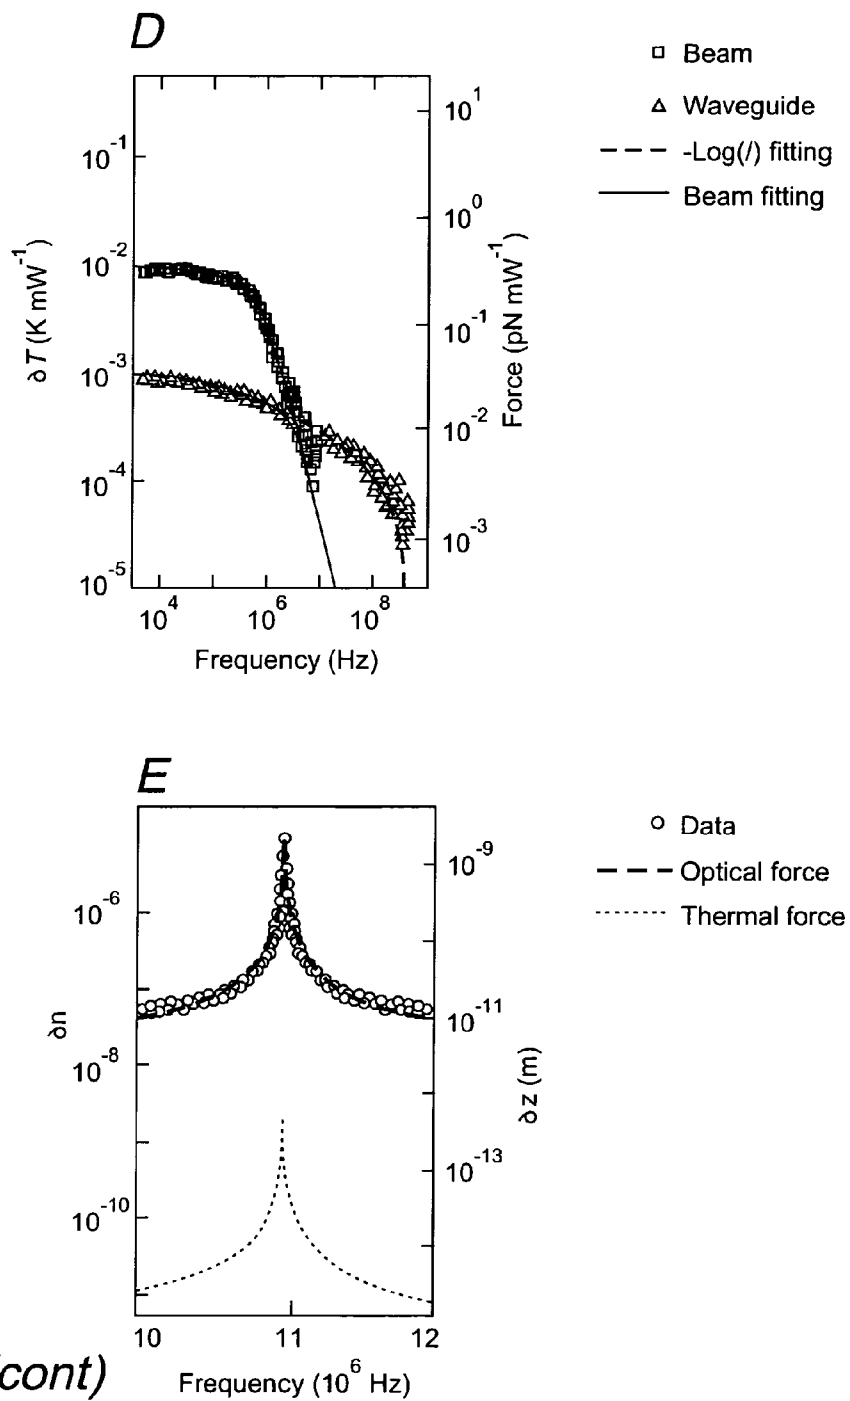 D
□ Beam
△ Waveguide
-Log(/) fitting
Beam fitting
10^-1
10^-2
10^-3
10^-4
10^-5
∂T (K mW^-1)
10^1
10^0
10^-1
10^-2
10^-3
Force (pN mW^-1)
10^4 10^6 10^8
Frequency (Hz)
E
○ Data
Optical force
Thermal force
10^-6
10^-8
10^-10
∂n
10^-9
10^-11
10^-13
∂z (m)
10 11 12
Frequency (10^6 Hz)
cont)